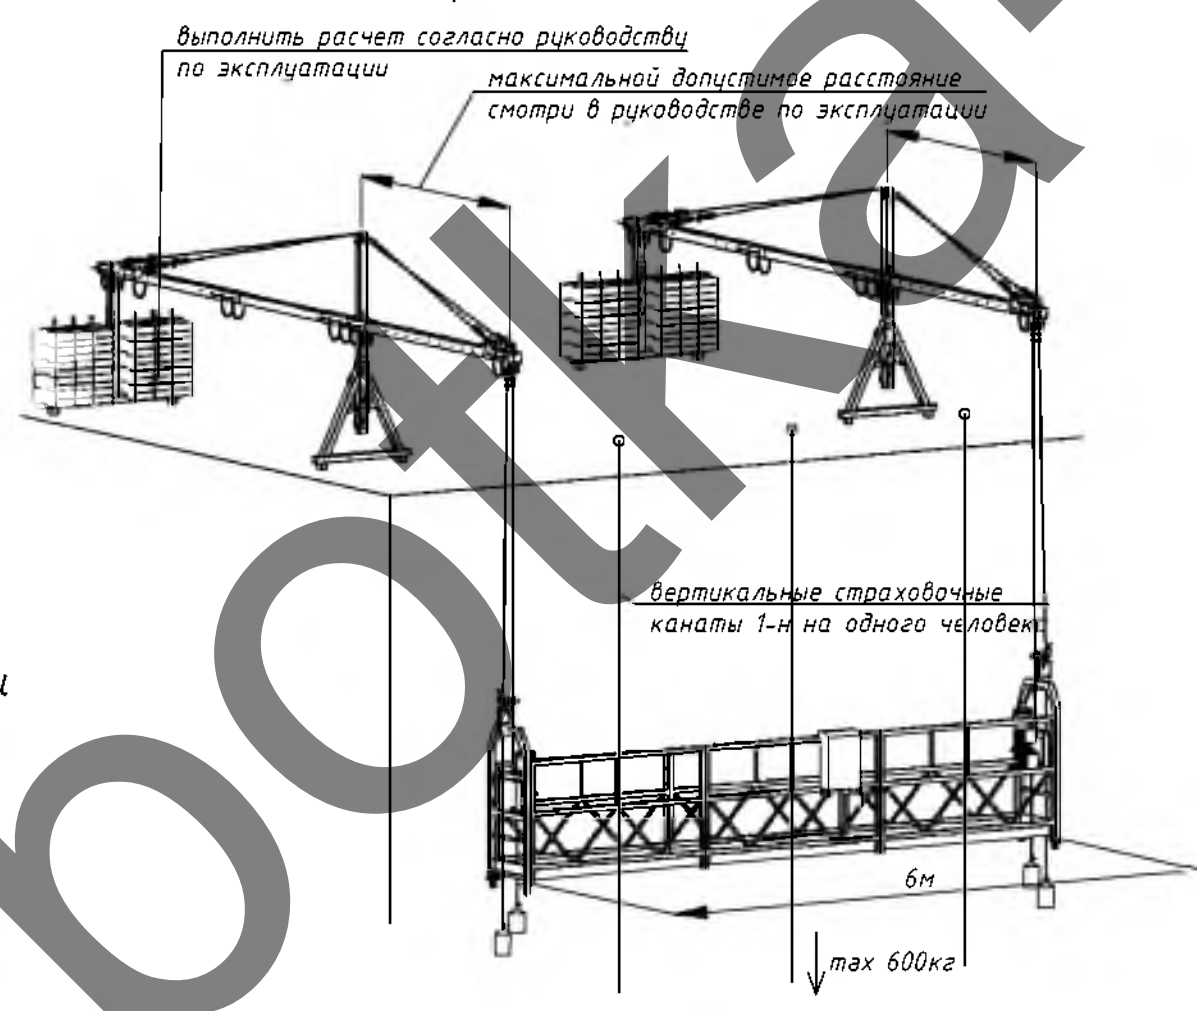 выполнить расчет согласно руководству
по эксплуатации
максимальной допустимое расстояние
смотри в руководстве по эксплуатации
вертикальные страховочные
канаты 1-н на одного человек
6м
max 600кг